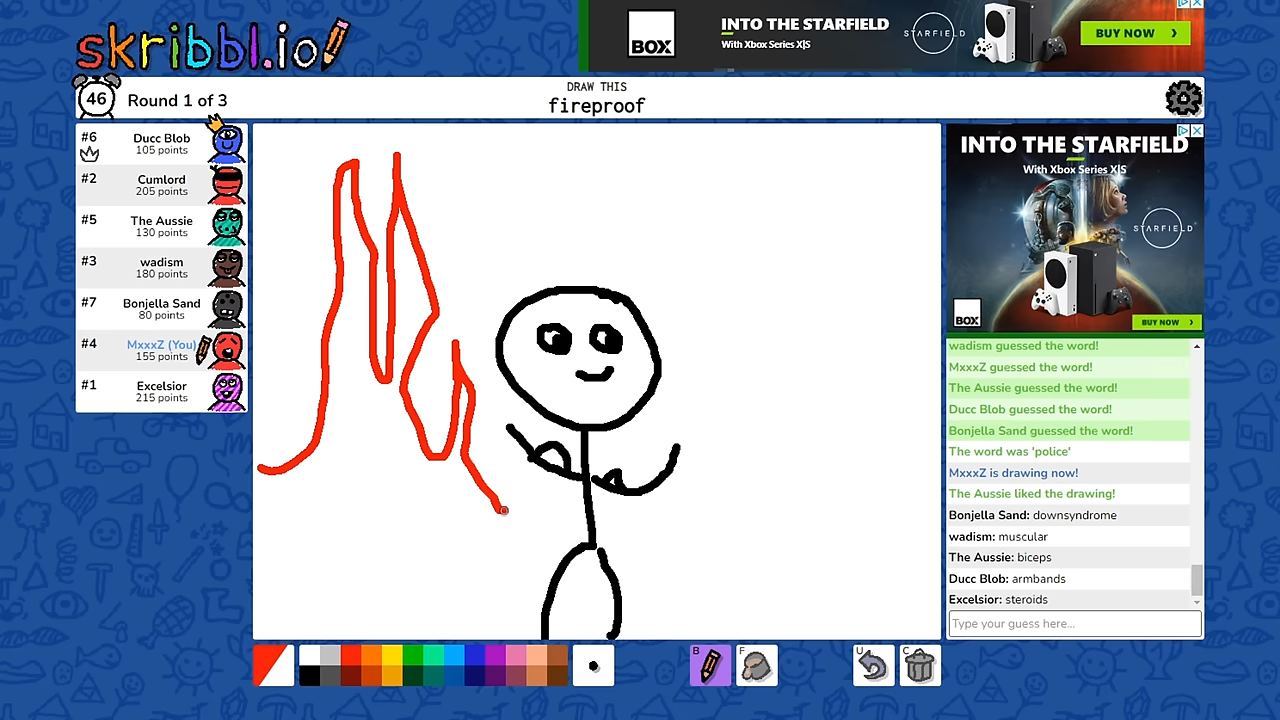 skribbl.io
BOX
INTO THE STARFIELD
With Xbox Series X|S
STARFIELD
BUY NOW
46
Round 1 of 3
DRAW THIS
fireproof
#6
Ducc Blob
105 points
#2
Cumlord
205 points
#5
The Aussie
130 points
#3
wadism
180 points
#7
Bonjella Sand
80 points
#4
MxxxZ (You)
155 points
#1
Excelsior
215 points
INTO THE STARFIELD
With Xbox Series X|S
STARFIELD
BOX
BUY NOW
wadism guessed the word!
MxxxZ guessed the word!
The Aussie guessed the word!
Ducc Blob guessed the word!
Bonjella Sand guessed the word!
The word was 'police'
MxxxZ is drawing now!
The Aussie liked the drawing!
Bonjella Sand: downsyndrome
wadism: muscular
The Aussie: biceps
Ducc Blob: armbands
Excelsior: steroids
Type your guess here...
B
F
U
C